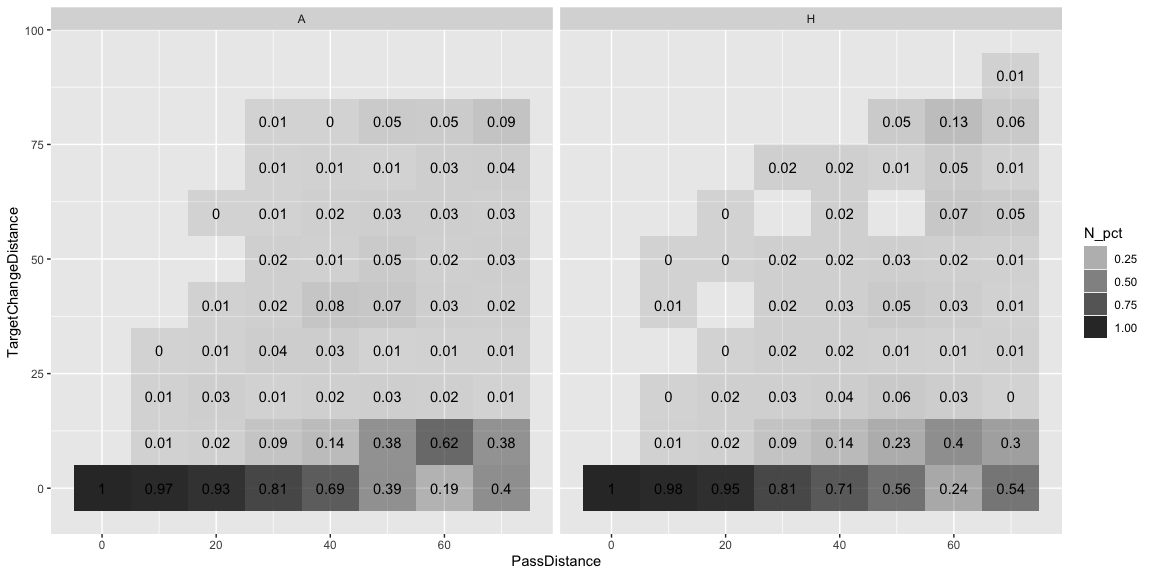 A H
100
0.01
0.01 0 0.05 0.05 0.09 0.05 0.13 0.06
75
0.01 0.01 0.01 0.03 0.04 0.02 0.02 0.01 0.05 0.01
0 0.01 0.02 0.03 0.03 0.03 0 0.02 0.07 0.05
TargetChangeDistance
N_pct
50 0.02 0.01 0.05 0.02 0.03 0 0 0.02 0.02 0.03 0.02 0.01 0.25
0.50
0.01 0.02 0.08 0.07 0.03 0.02 0.01 0.02 0.03 0.05 0.03 0.01 0.75
1.00
0 0.01 0.04 0.03 0.01 0.01 0.01 0 0.02 0.02 0.01 0.01 0.01
25
0.01 0.03 0.01 0.02 0.03 0.02 0.01 0 0.02 0.03 0.04 0.06 0.03 0
0.01 0.02 0.09 0.14 0.38 0.62 0.38 0.01 0.02 0.09 0.14 0.23 0.4 0.3
0 1 0.97 0.93 0.81 0.69 0.39 0.19 0.4 1 0.98 0.95 0.81 0.71 0.56 0.24 0.54
0 20 40 60 0 20 40 60
PassDistance